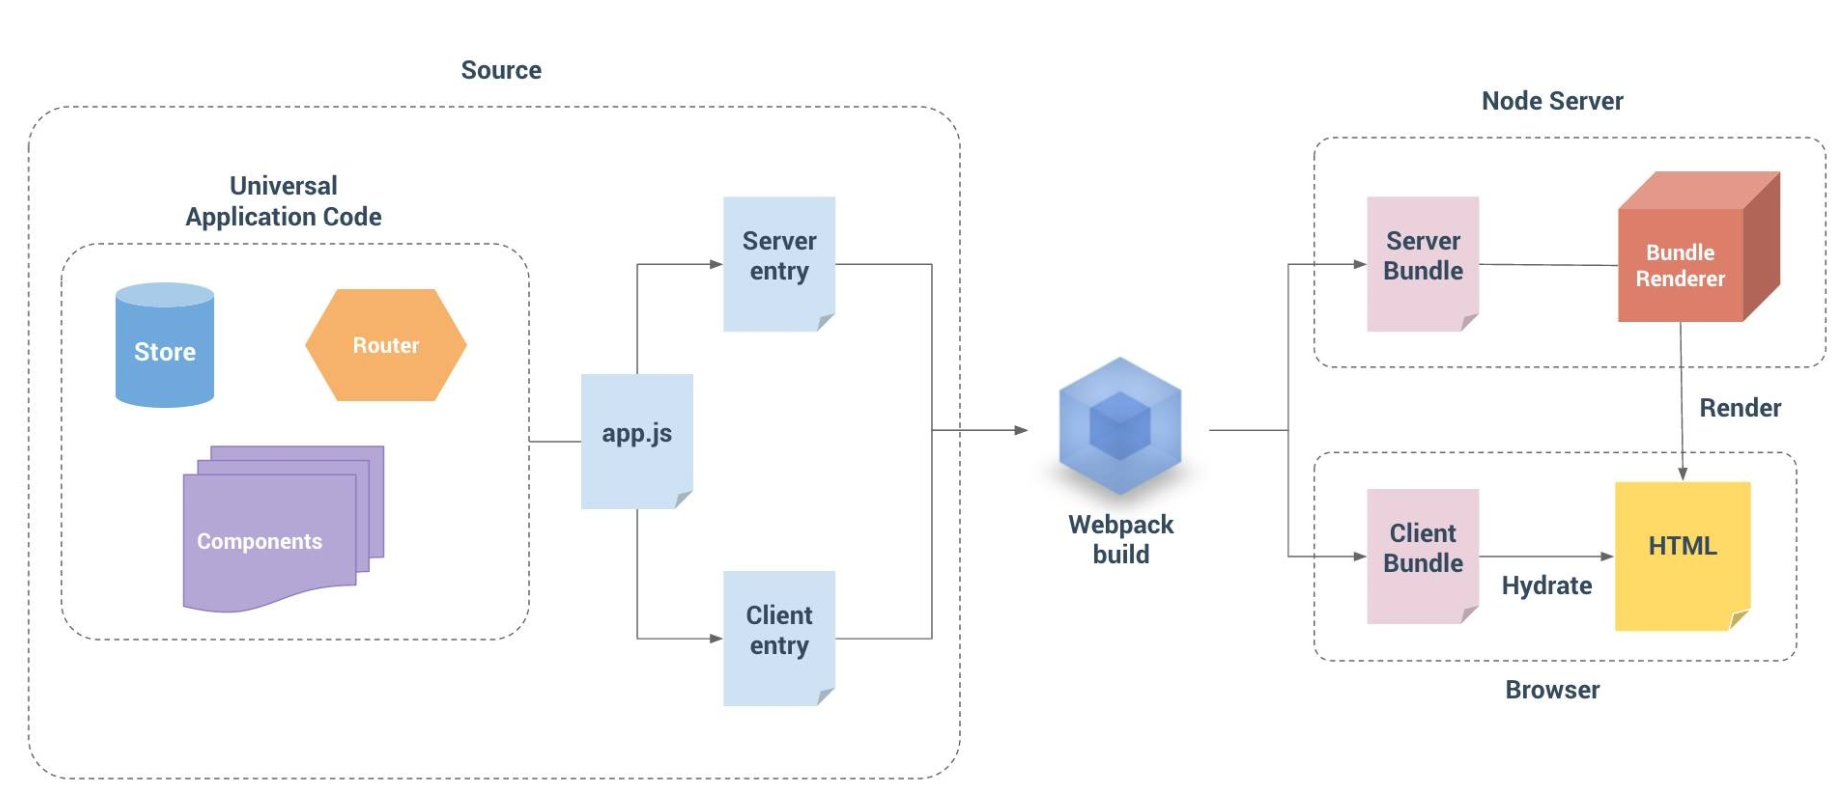 Source
Universal
Application Code
Store
Router
Components
app.js
Server
entry
Client
entry
Webpack
build
Node Server
Server
Bundle
Bundle
Renderer
Render
Client
Bundle
Hydrate
HTML
Browser